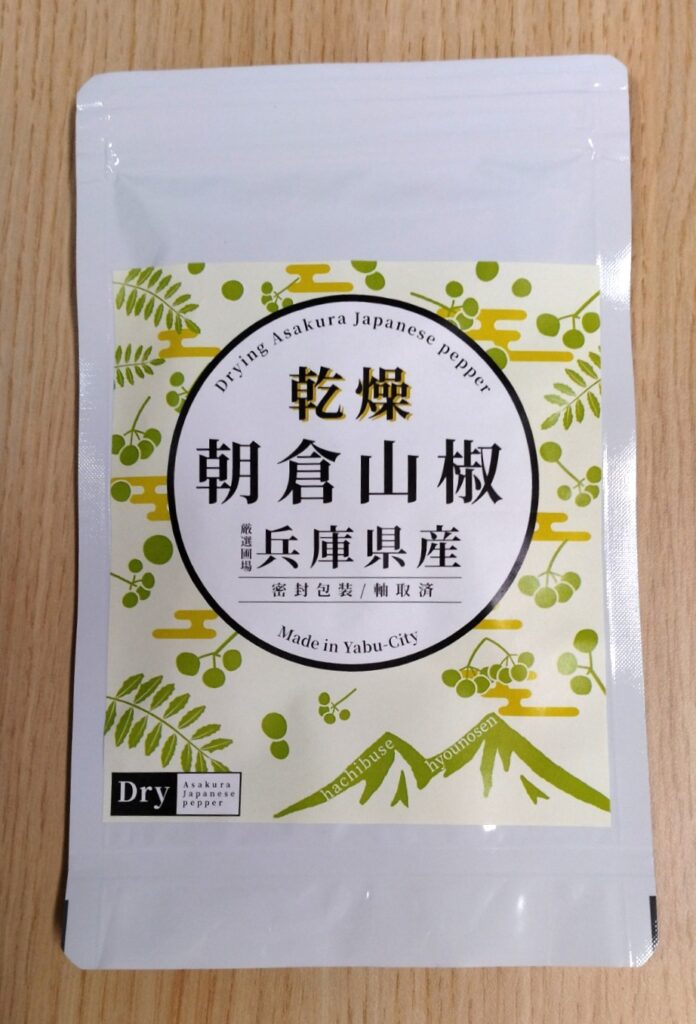 Drying Asakura Japanese pepper
乾燥
朝倉山椒
厳選圃場
兵庫県産
密封包装/軸取済
Made in Yabu-City
hachibuse
hyounosen
Dry
Asakura
Japanese
pepper